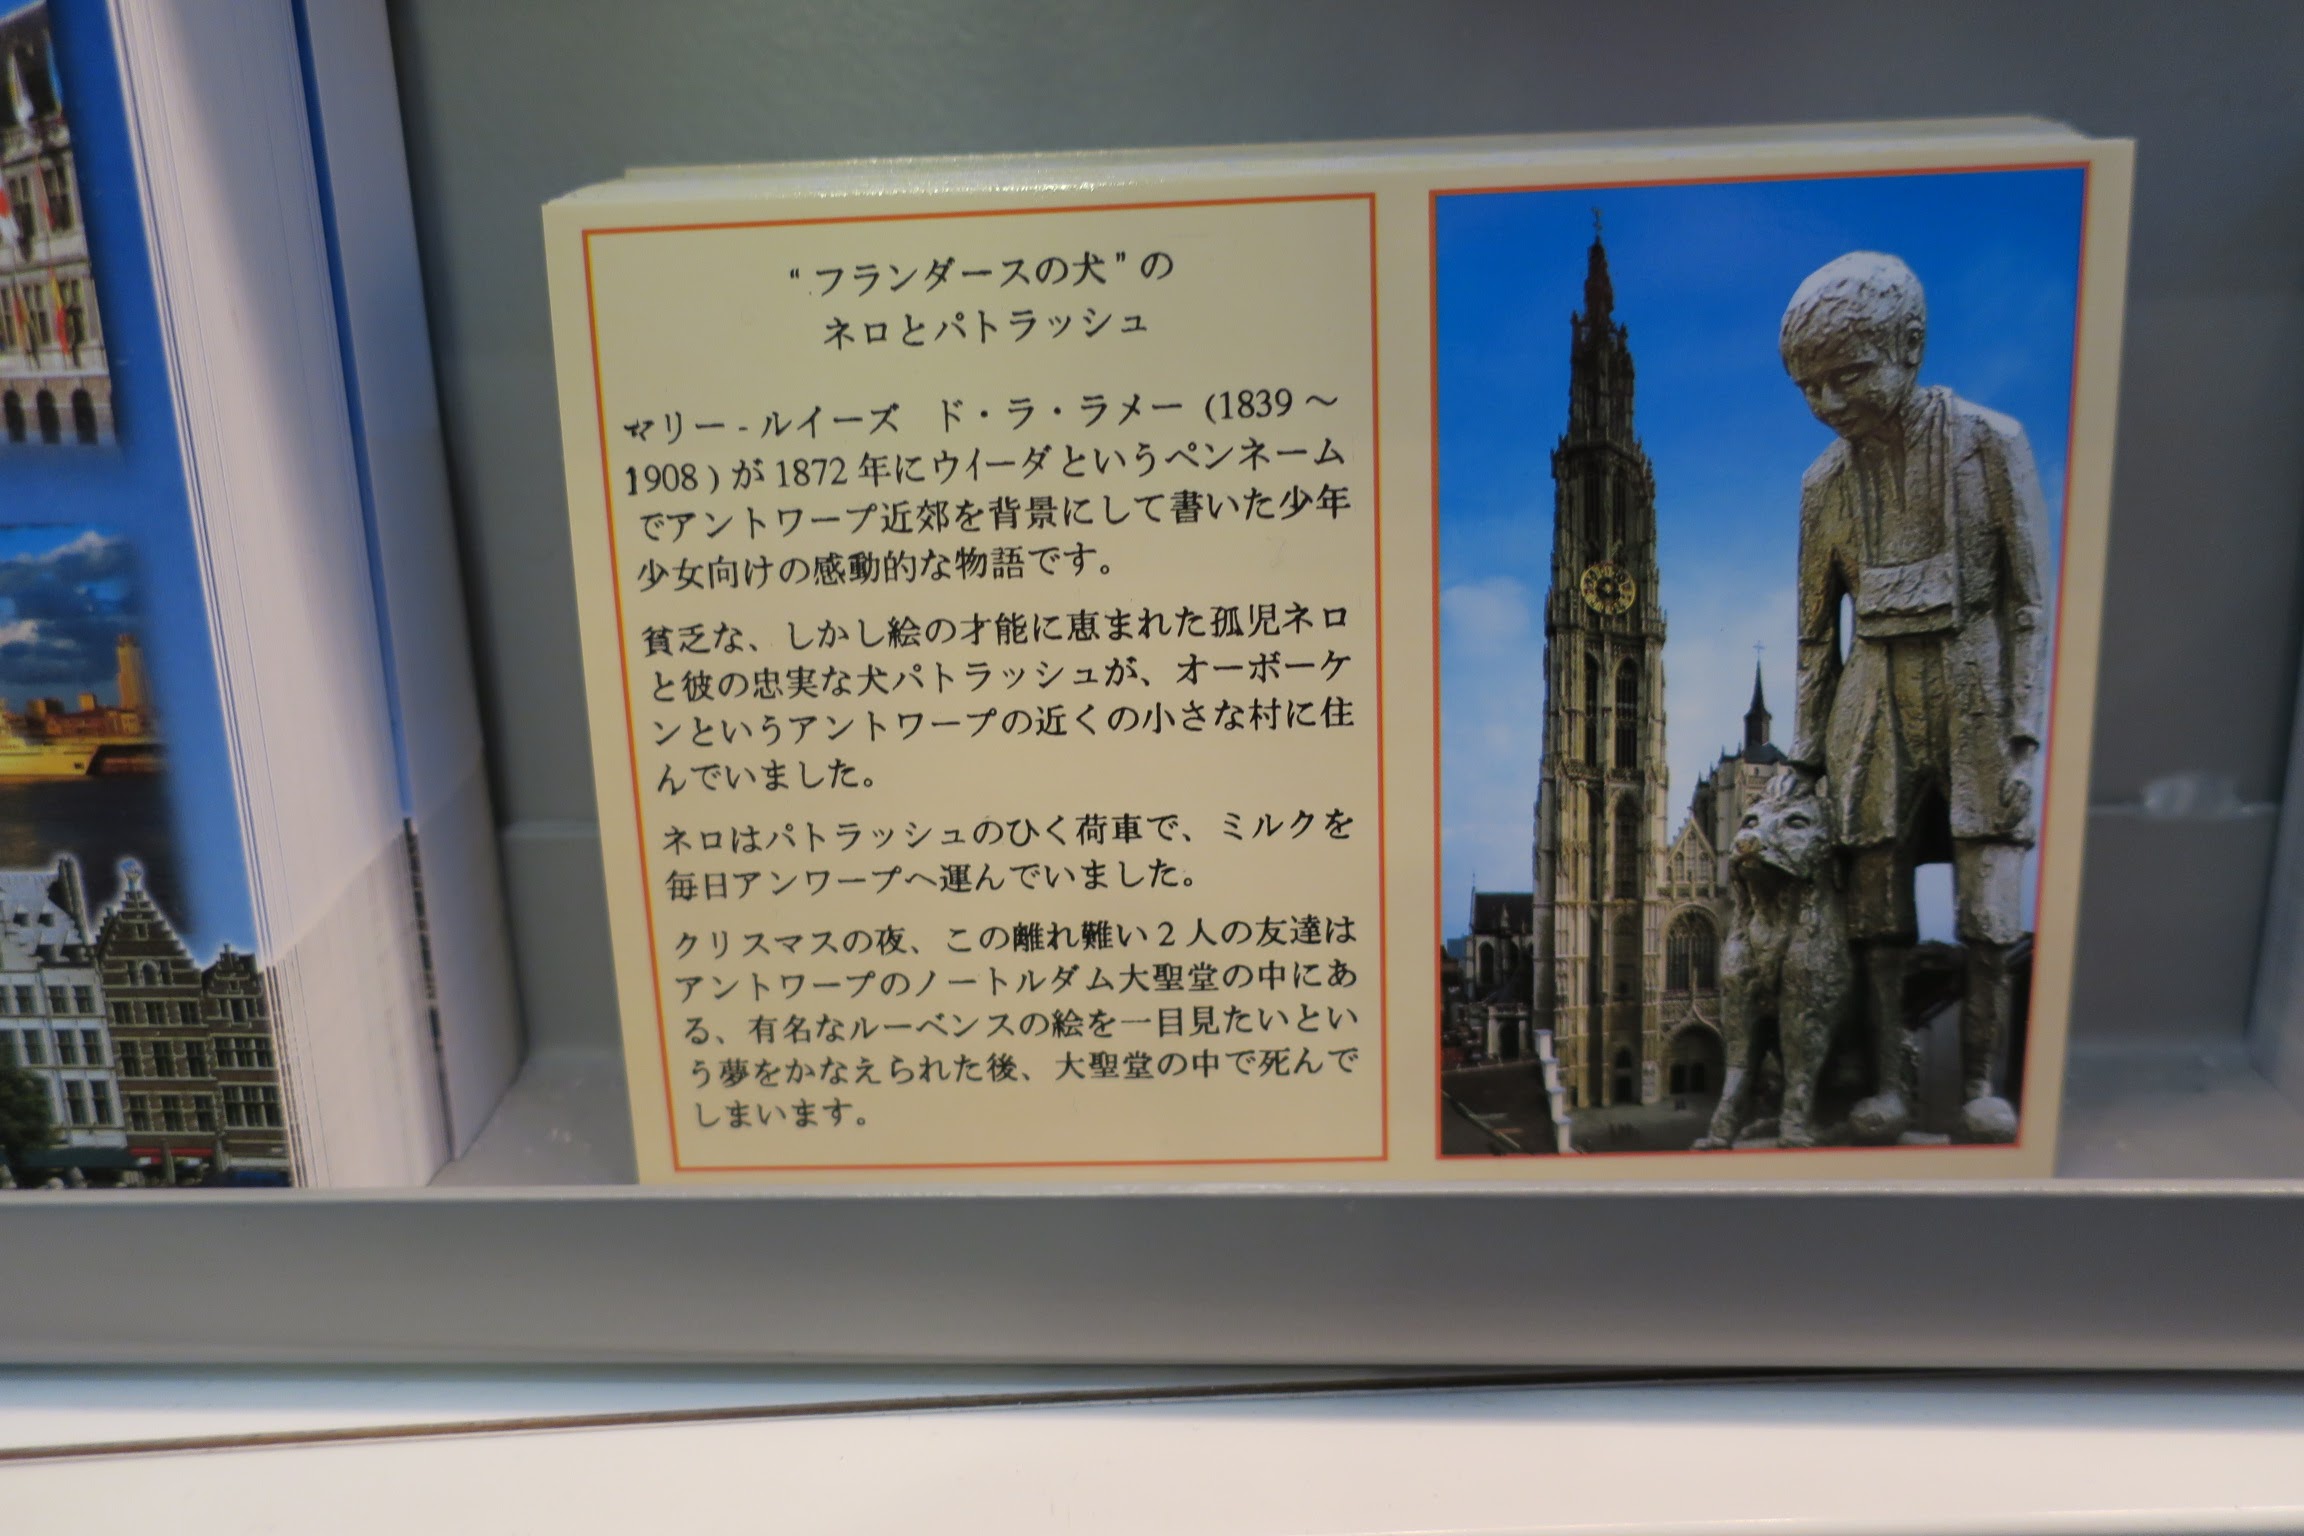 “フランダースの犬”の
ネロとパトラッシュ
マリー-ルイーズ ド・ラ・ラメー (1839～
1908)が1872年にウイーダというペンネーム
でアントワープ近郊を背景にして書いた少年
少女向けの感動的な物語です。
貧乏な、しかし絵の才能に恵まれた孤児ネロ
と彼の忠実な犬パトラッシュが、オーボーケ
ンというアントワープの近くの小さな村に住
んでいました。
ネロはパトラッシュのひく荷車で、ミルクを
毎日アンワープへ運んでいました。
クリスマスの夜、この離れ難い2人の友達は
アントワープのノートルダム大聖堂の中にあ
る、有名なルーベンスの絵を一目見たいとい
う夢をかなえられた後、大聖堂の中で死んで
しまいます。